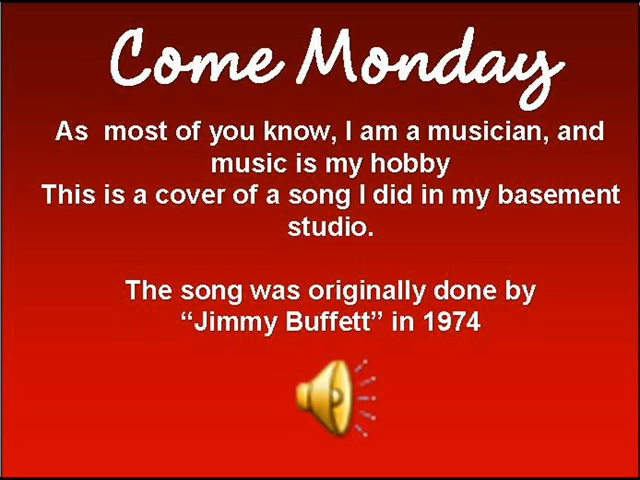 Come Monday
As most of you know, I am a musician, and
music is my hobby
This is a cover of a song I did in my basement
studio.
The song was originally done by
“Jimmy Buffett” in 1974